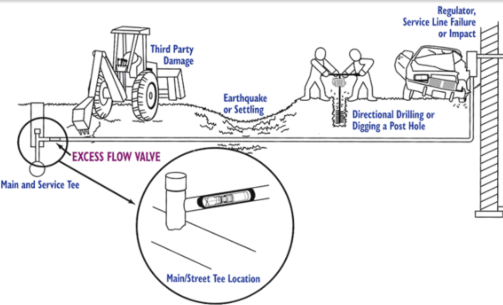 Regulator,
Service Line Failure
or Impact
Third Party
Damage
Earthquake
or Settling
Directional Drilling or
Digging a Post Hole
EXCESS FLOW VALVE
Main and Service Tee
Main/Street Tee Location